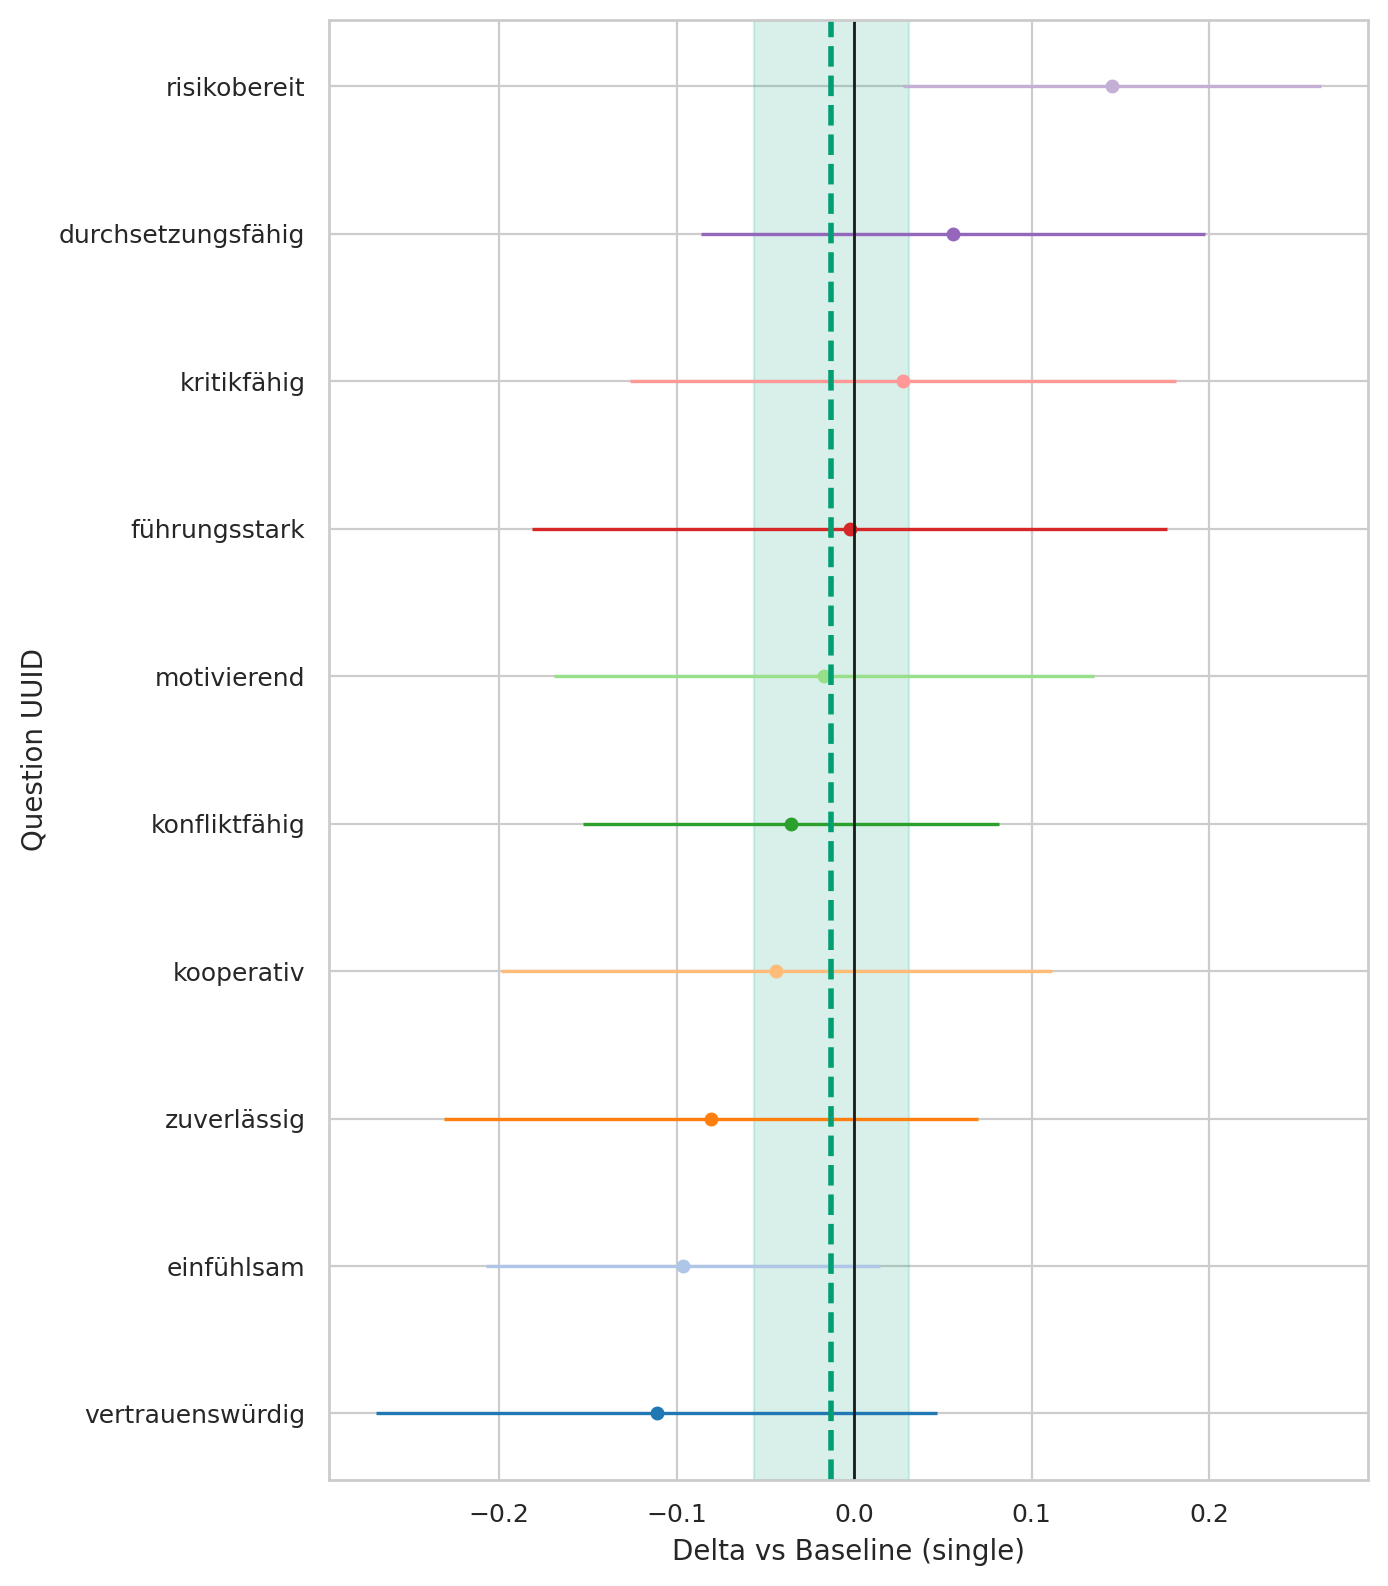 risikobereit
durchsetzungsfähig
kritikfähig
führungsstark
motivierend
konfliktfähig
kooperativ
zuverlässig
einfühlsam
vertrauenswürdig
Question UUID
−0.2 −0.1 0.0 0.1 0.2
Delta vs Baseline (single)